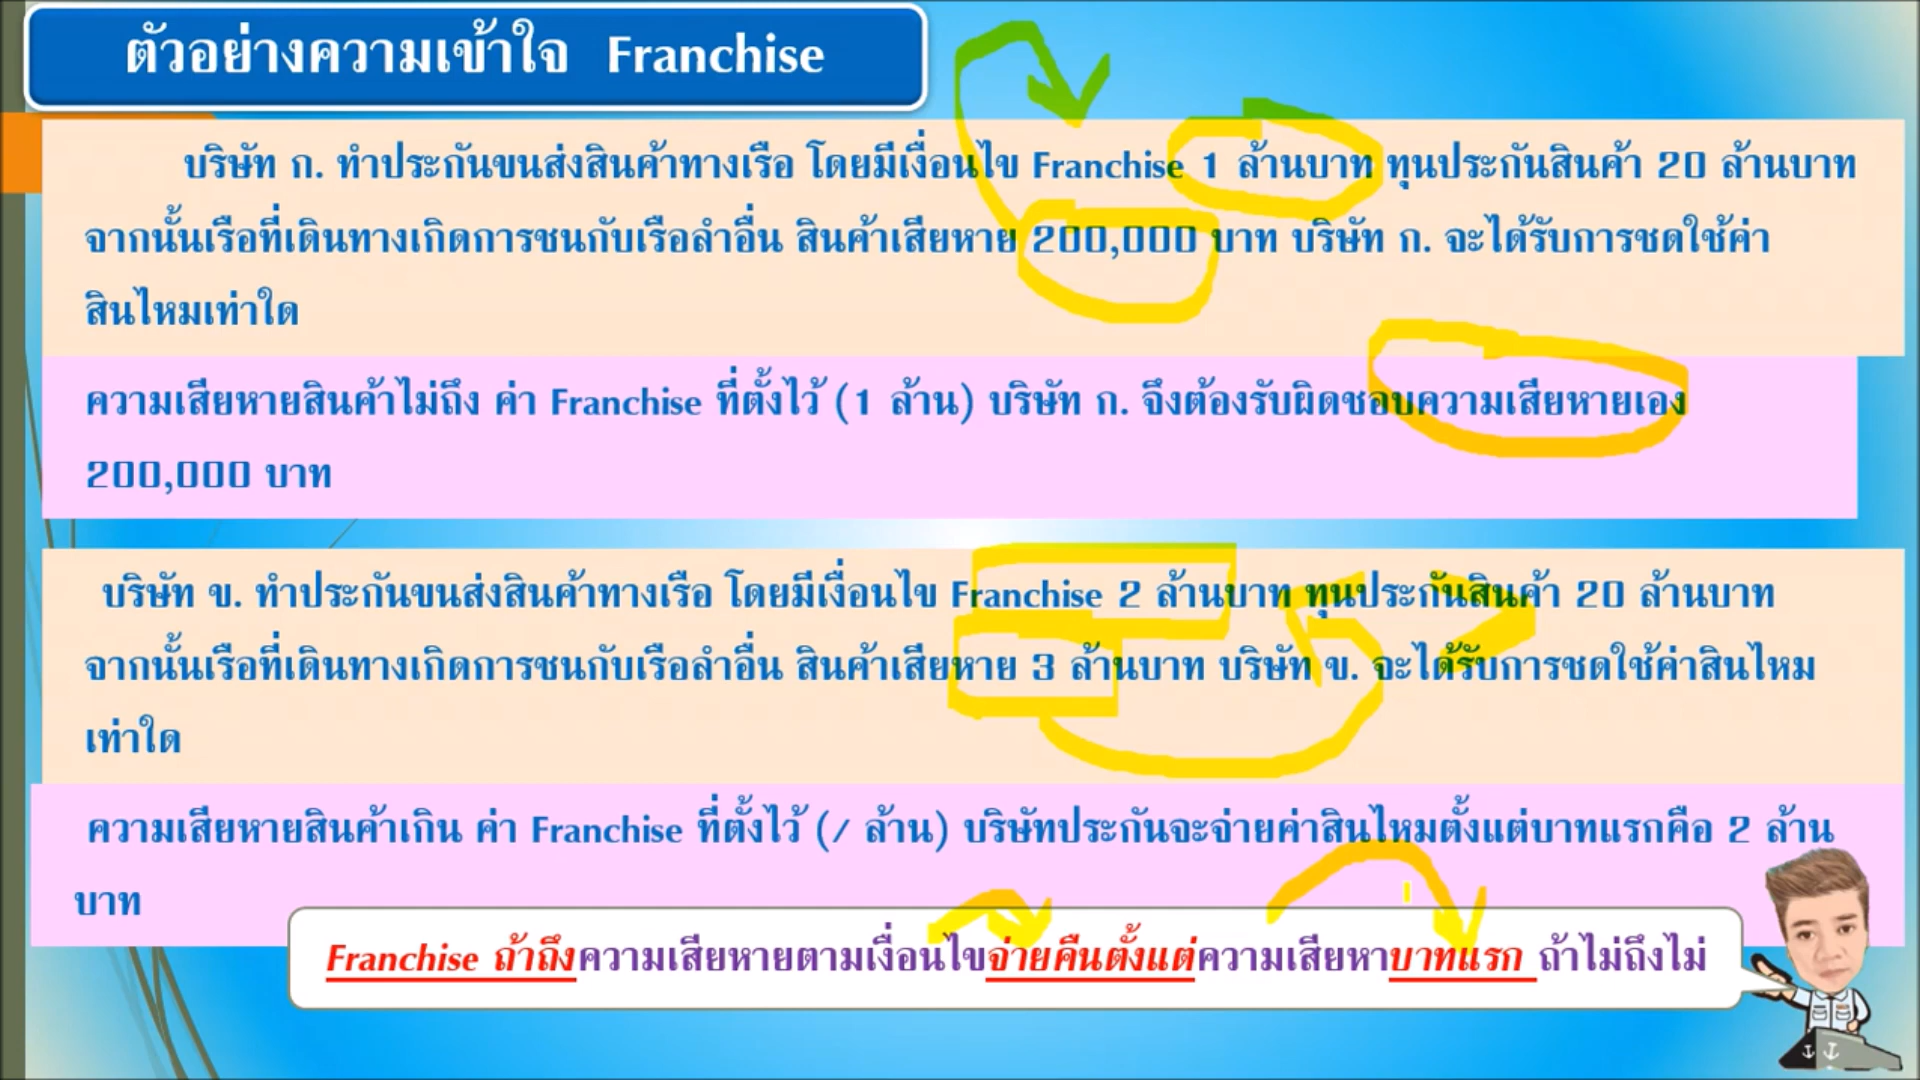 ตัวอย่างความเข้าใจ Franchise
บริษัท ก. ทำประกันขนส่งสินค้าทางเรือ โดยมีเงื่อนไข Franchise 1 ล้านบาท ทุนประกันสินค้า 20 ล้านบาท
จากนั้นเรือที่เดินทางเกิดการชนกับเรือลำอื่น สินค้าเสียหาย 200,000 บาท บริษัท ก. จะได้รับการชดใช้ค่า
สินไหมเท่าใด
ความเสียหายสินค้าไม่ถึง ค่า Franchise ที่ตั้งไว้ (1 ล้าน) บริษัท ก. จึงต้องรับผิดชอบความเสียหายเอง
200,000 บาท
บริษัท ข. ทำประกันขนส่งสินค้าทางเรือ โดยมีเงื่อนไข Franchise 2 ล้านบาท ทุนประกันสินค้า 20 ล้านบาท
จากนั้นเรือที่เดินทางเกิดการชนกับเรือลำอื่น สินค้าเสียหาย 3 ล้านบาท บริษัท ข. จะได้รับการชดใช้ค่าสินไหม
เท่าใด
ความเสียหายสินค้าเกิน ค่า Franchise ที่ตั้งไว้ (/ ล้าน) บริษัทประกันจะจ่ายค่าสินไหมตั้งแต่บาทแรกคือ 2 ล้าน
บาท
Franchise ถ้าถึงความเสียหายตามเงื่อนไขจ่ายคืนตั้งแต่ความเสียหาบาทแรก ถ้าไม่ถึงไม่